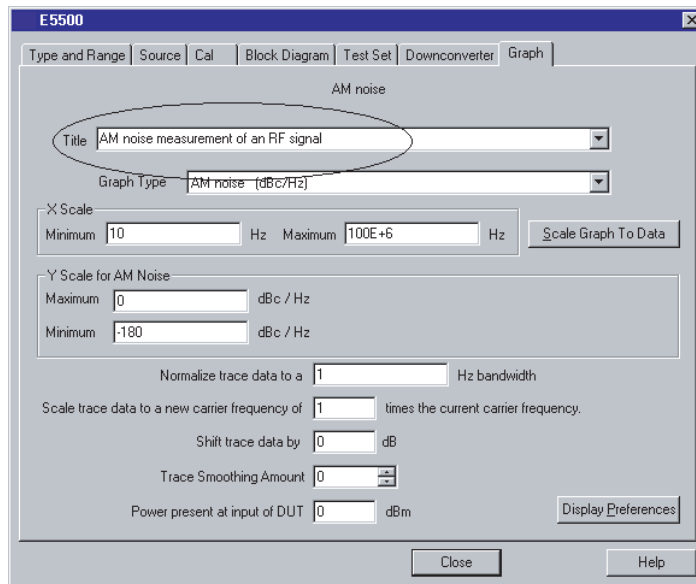 E5500
Type and Range Source Cal Block Diagram Test Set Downconverter Graph
AM noise
Title AM noise measurement of an RF signal
Graph Type AM noise (dBc/Hz)
X Scale
Minimum 10 Hz Maximum 100E+6 Hz Scale Graph To Data
Y Scale for AM Noise
Maximum 0 dBc / Hz
Minimum -180 dBc / Hz
Normalize trace data to a 1 Hz bandwidth
Scale trace data to a new carrier frequency of 1 times the current carrier frequency.
Shift trace data by 0 dB
Trace Smoothing Amount 0
Power present at input of DUT 0 dBm Display Preferences
Close Help